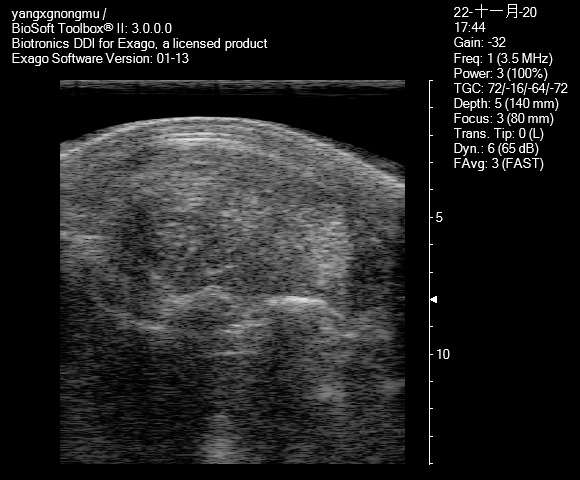 yangxgnongmu /
BioSoft Toolbox® II: 3.0.0.0
Biotronics DDI for Exago, a licensed product
Exago Software Version: 01-13
22-十一月-20
17:44
Gain: -32
Freq: 1 (3.5 MHz)
Power: 3 (100%)
TGC: 72/-16/-64/-72
Depth: 5 (140 mm)
Focus: 3 (80 mm)
Trans. Tip: 0 (L)
Dyn.: 6 (65 dB)
FAvg: 3 (FAST)
5
10